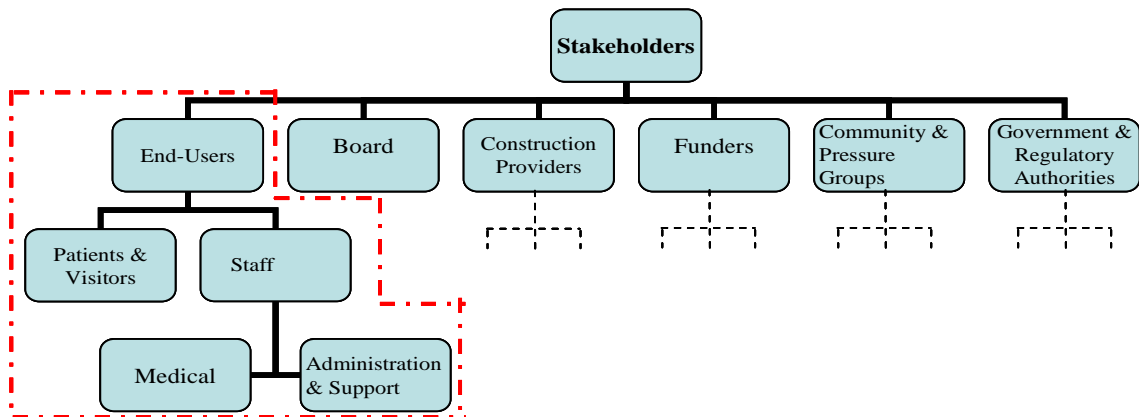 Stakeholders
End-Users
Board
Construction
Providers
Funders
Community &
Pressure
Groups
Government &
Regulatory
Authorities
Patients &
Visitors
Staff
Medical
Administration
& Support